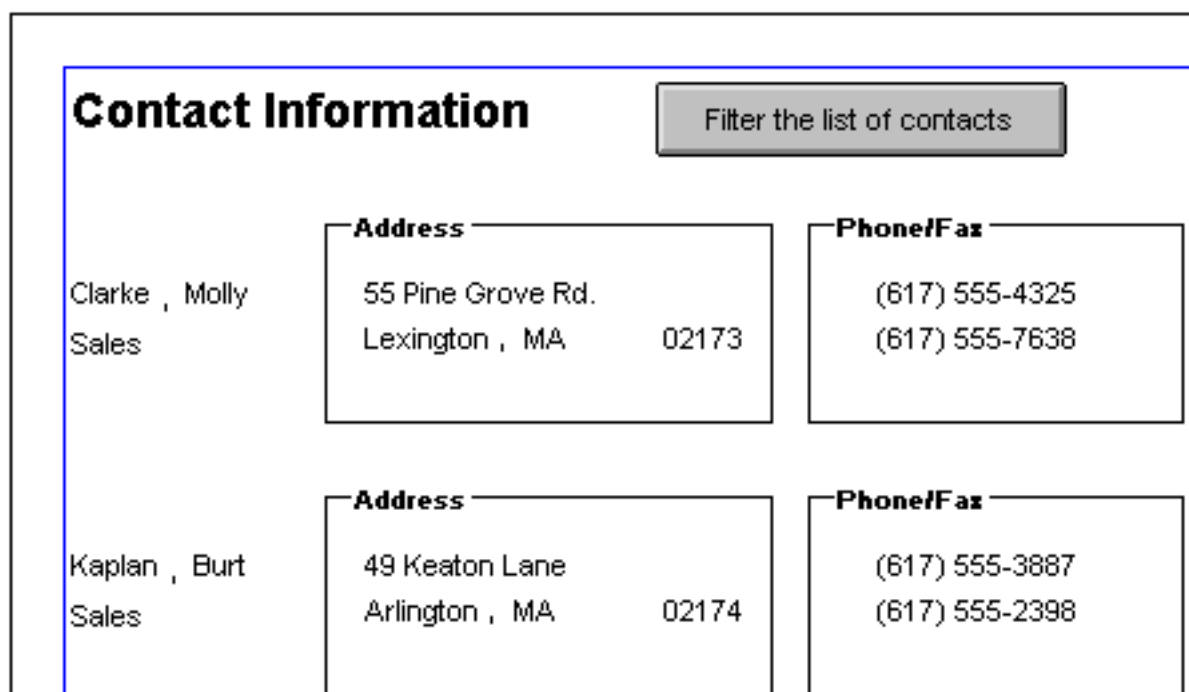 Contact Information
Filter the list of contacts
Address
Phone/Fax
Clarke , Molly
55 Pine Grove Rd.
(617) 555-4325
Sales
Lexington , MA 02173
(617) 555-7638
Address
Phone/Fax
Kaplan , Burt
49 Keaton Lane
(617) 555-3887
Sales
Arlington , MA 02174
(617) 555-2398